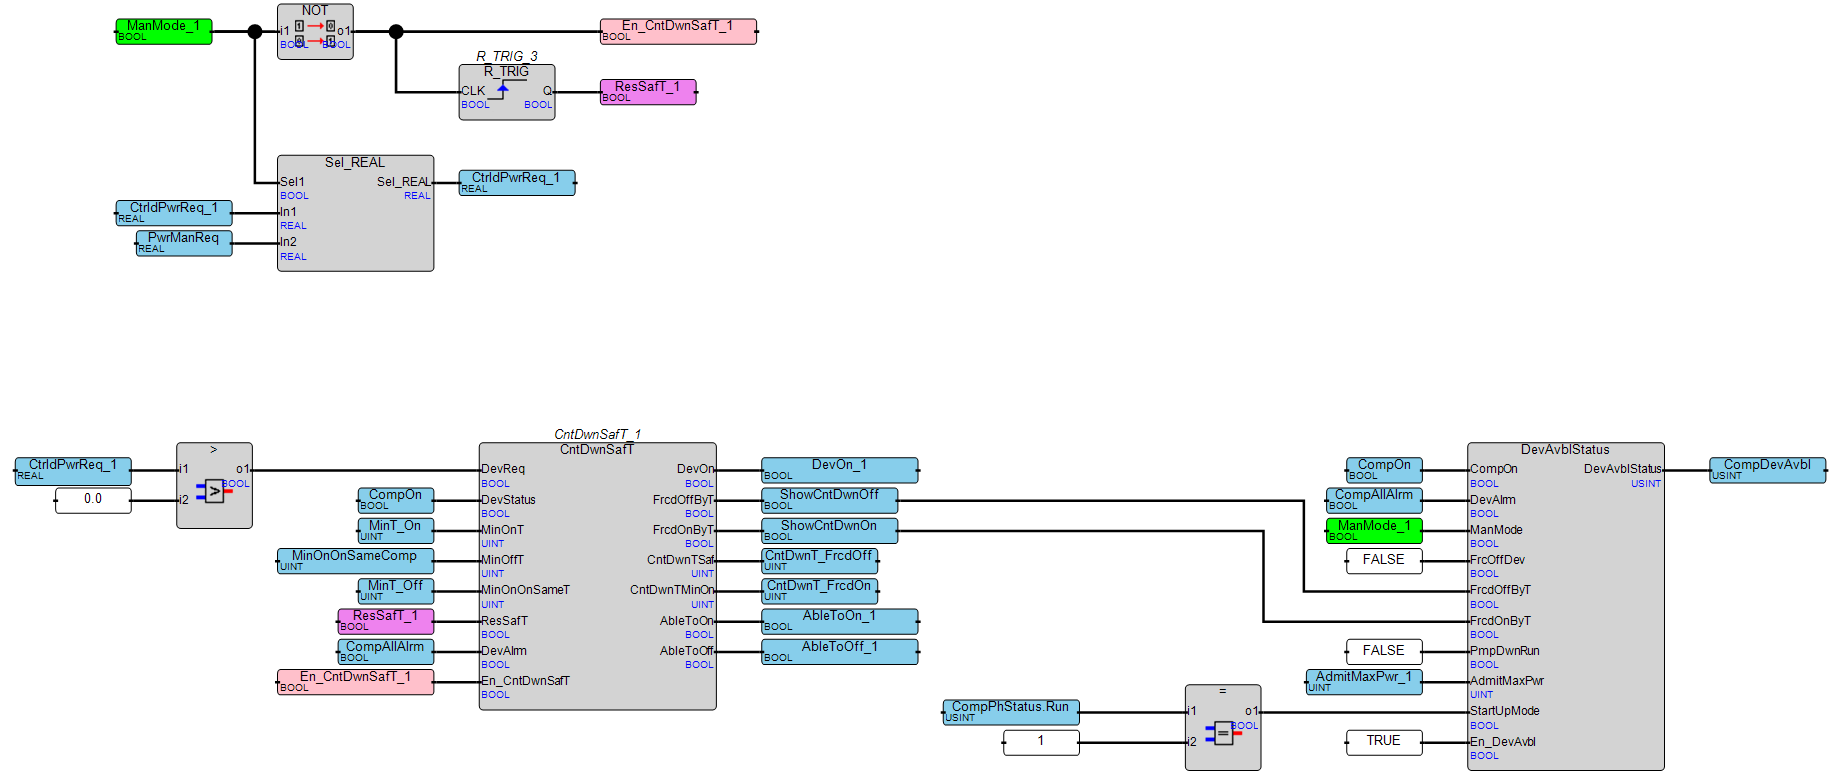 ManMode_1
BOOL
NOT
i1
BOOL
o1
BOOL
1 0
0 1
En_CntDwnSafT_1
BOOL
R_TRIG_3
R_TRIG
CLK
BOOL
Q
BOOL
ResSafT_1
BOOL
Sel_REAL
Sel1
BOOL
In1
REAL
In2
REAL
Sel_REAL
REAL
CtrldPwrReq_1
REAL
PwrManReq
REAL
CtrldPwrReq_1
REAL
CtrldPwrReq_1
REAL
0.0
>
i1
i2
o1
BOOL
>
CompOn
BOOL
MinT_On
UINT
MinOnOnSameComp
UINT
MinT_Off
UINT
ResSafT_1
BOOL
CompAllAlrm
BOOL
En_CntDwnSafT_1
BOOL
CntDwnSafT_1
CntDwnSafT
DevReq
BOOL
DevStatus
BOOL
MinOnT
UINT
MinOffT
UINT
MinOnOnSameT
UINT
ResSafT
BOOL
DevAlrm
BOOL
En_CntDwnSafT
BOOL
DevOn
BOOL
FrcdOffByT
BOOL
FrcdOnByT
BOOL
CntDwnTSaf
UINT
CntDwnTMinOn
UINT
AbleToOn
BOOL
AbleToOff
BOOL
DevOn_1
BOOL
ShowCntDwnOff
BOOL
ShowCntDwnOn
BOOL
CntDwnT_FrcdOff
UINT
CntDwnT_FrcdOn
UINT
AbleToOn_1
BOOL
AbleToOff_1
BOOL
CompPhStatus.Run
USINT
1
=
i1
i2
o1
BOOL
=
CompOn
BOOL
CompAllAlrm
BOOL
ManMode_1
BOOL
FALSE
FALSE
AdmitMaxPwr_1
UINT
TRUE
DevAvblStatus
CompOn
BOOL
DevAlrm
BOOL
ManMode
BOOL
FrcOffDev
BOOL
FrcdOffByT
BOOL
FrcdOnByT
BOOL
PmpDwnRun
BOOL
AdmitMaxPwr
UINT
StartUpMode
BOOL
En_DevAvbl
BOOL
DevAvblStatus
USINT
CompDevAvbl
USINT